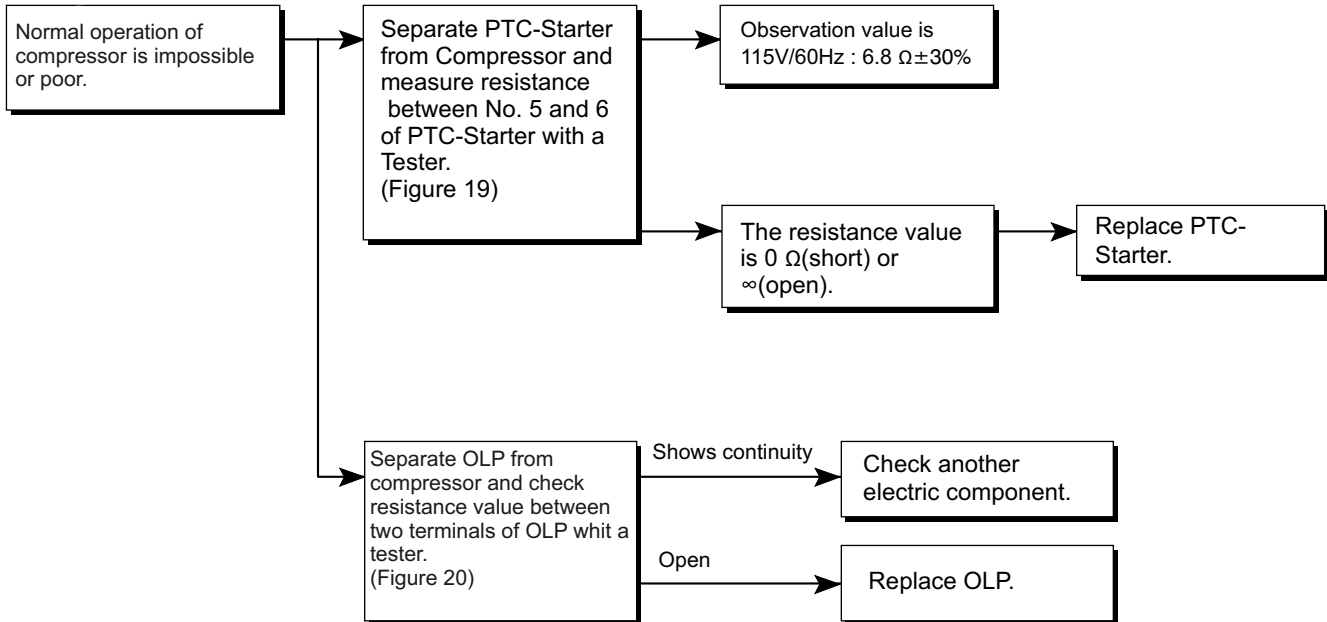 Normal operation of
compressor is impossible
or poor.
Separate PTC-Starter
from Compressor and
measure resistance
between No. 5 and 6
of PTC-Starter with a
Tester.
(Figure 19)
Observation value is
115V/60Hz : 6.8 Ω±30%
The resistance value
is 0 Ω(short) or
∞(open).
Replace PTC-
Starter.
Separate OLP from
compressor and check
resistance value between
two terminals of OLP whit a
tester.
(Figure 20)
Shows continuity
Check another
electric component.
Open
Replace OLP.